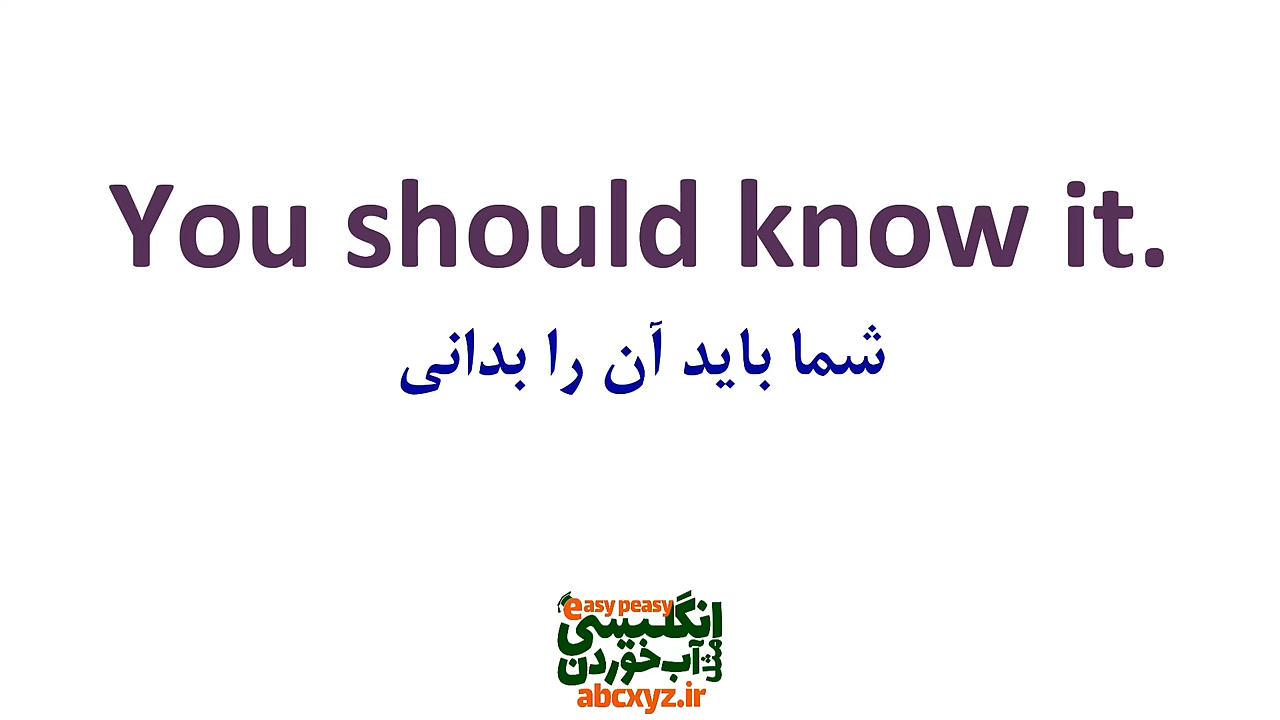 You should know it.
شما باید آن را بدانی
easy peasy
انگلیسی
مثل آب خوردن
abcxyz.ir